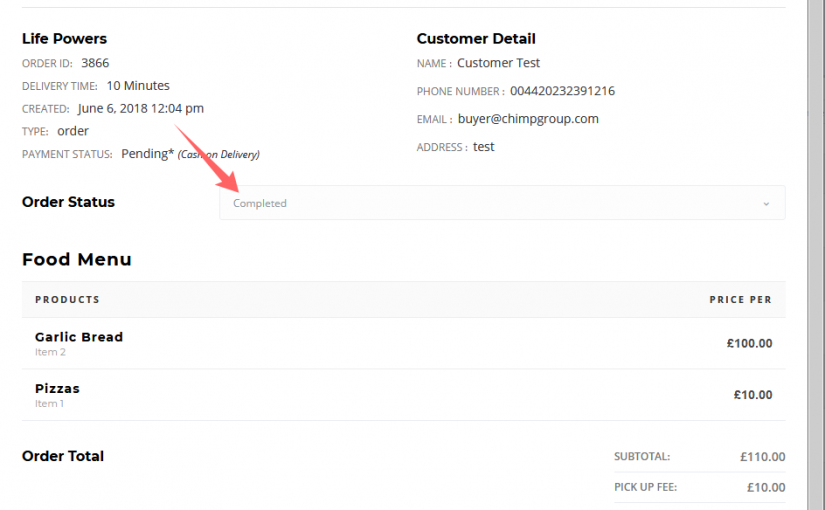 Life Powers
ORDER ID: 3866
DELIVERY TIME: 10 Minutes
CREATED: June 6, 2018 12:04 pm
TYPE: order
PAYMENT STATUS: Pending* (Cash on Delivery)
Customer Detail
NAME : Customer Test
PHONE NUMBER : 004420232391216
EMAIL : buyer@chimpgroup.com
ADDRESS : test
Order Status Completed
Food Menu
PRODUCTS PRICE PER
Garlic Bread £100.00
Item 2
Pizzas £10.00
Item 1
Order Total SUBTOTAL: £110.00
PICK UP FEE: £10.00